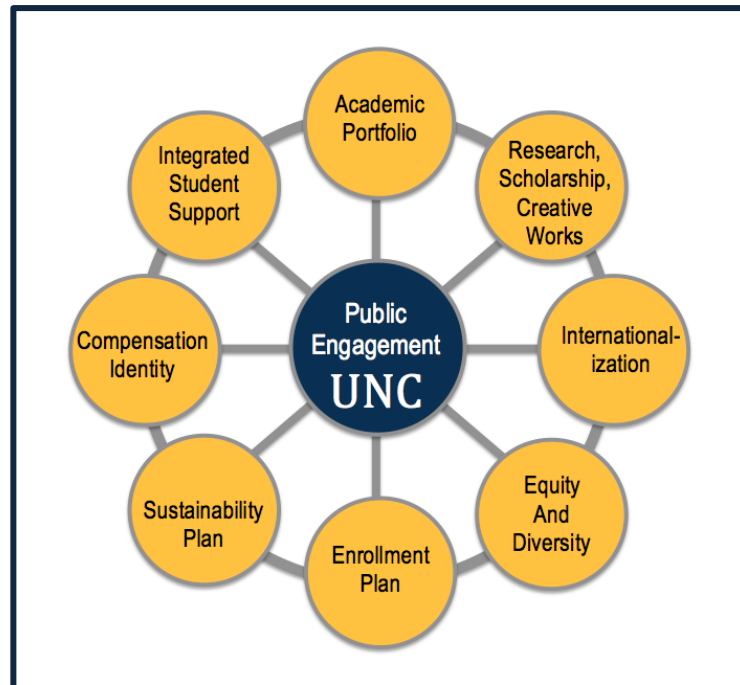 Academic
Portfolio
Research,
Scholarship,
Creative
Works
International-
ization
Equity
And
Diversity
Enrollment
Plan
Sustainability
Plan
Compensation
Identity
Integrated
Student
Support
Public
Engagement
UNC